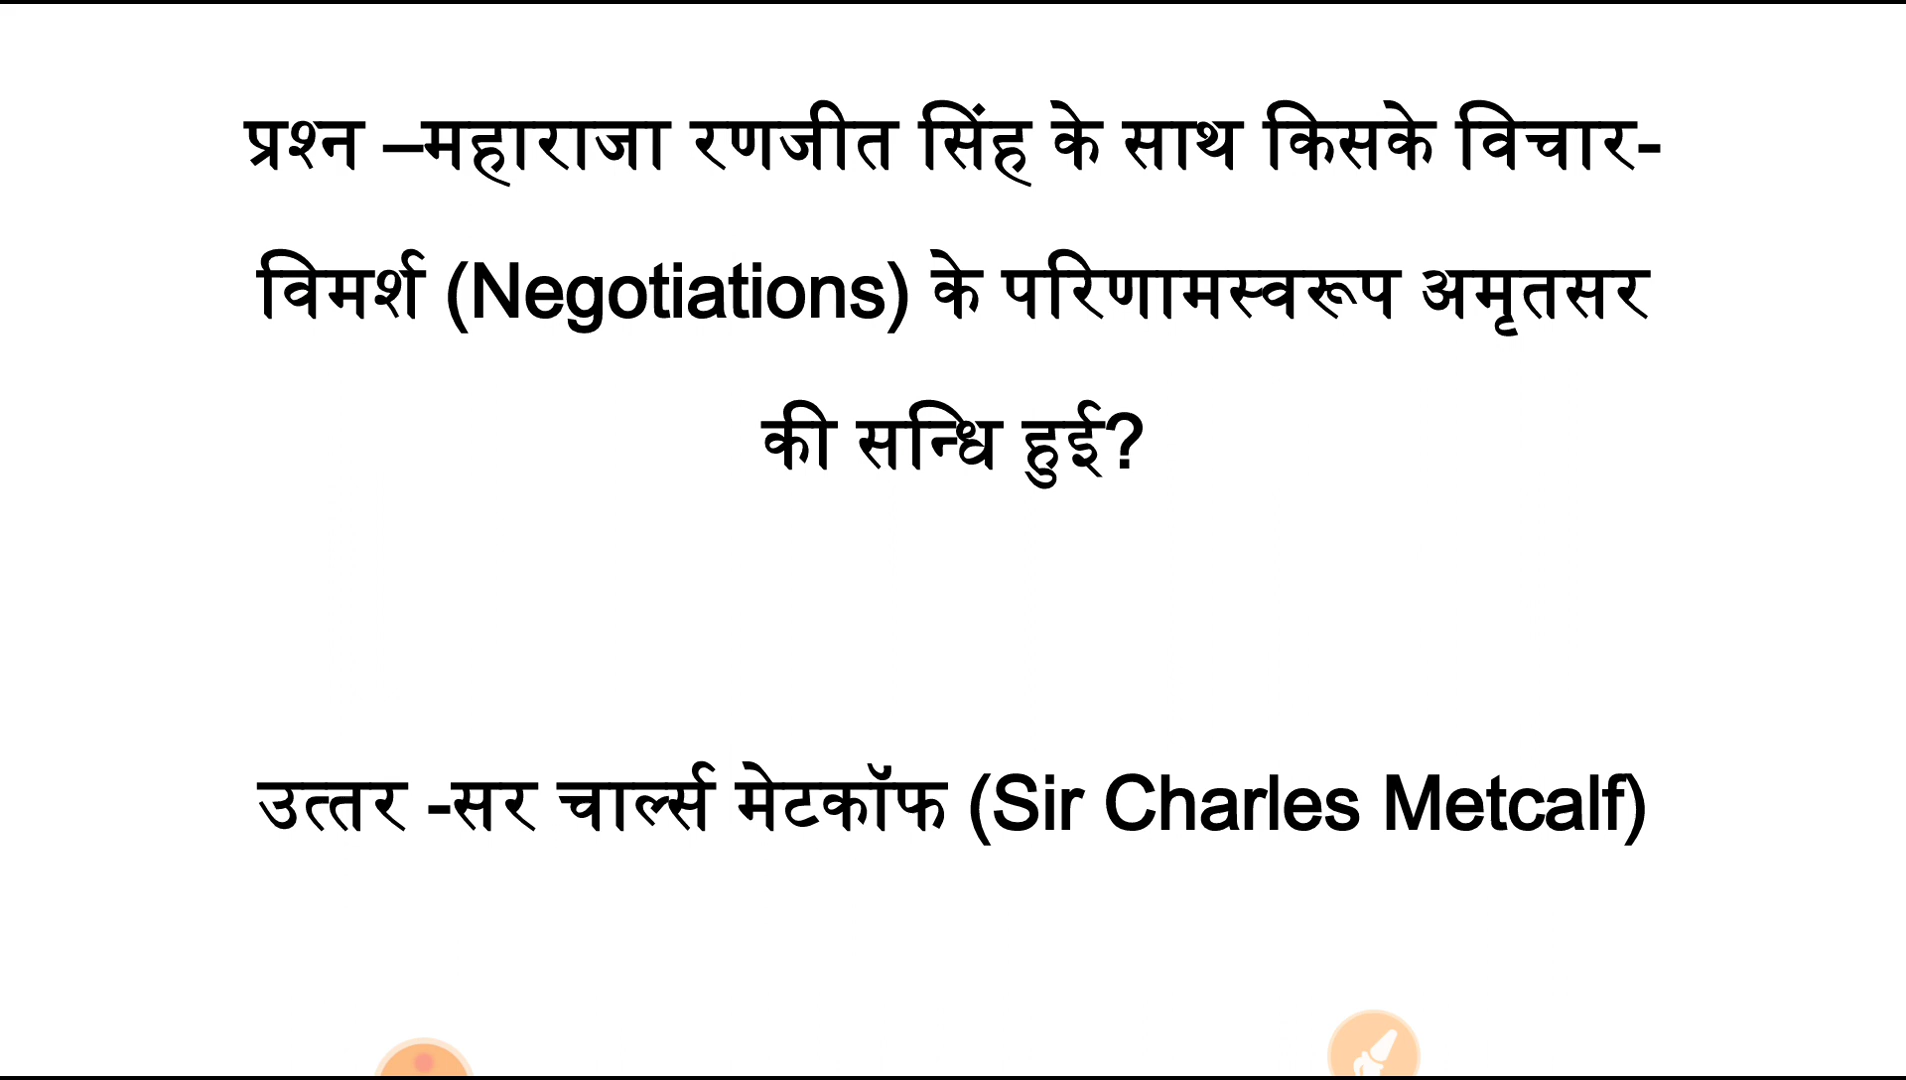 प्रश्न –महाराजा रणजीत सिंह के साथ किसके विचार-
विमर्श (Negotiations) के परिणामस्वरूप अमृतसर
की सन्धि हुई?
उत्तर -सर चार्ल्स मेटकॉफ (Sir Charles Metcalf)